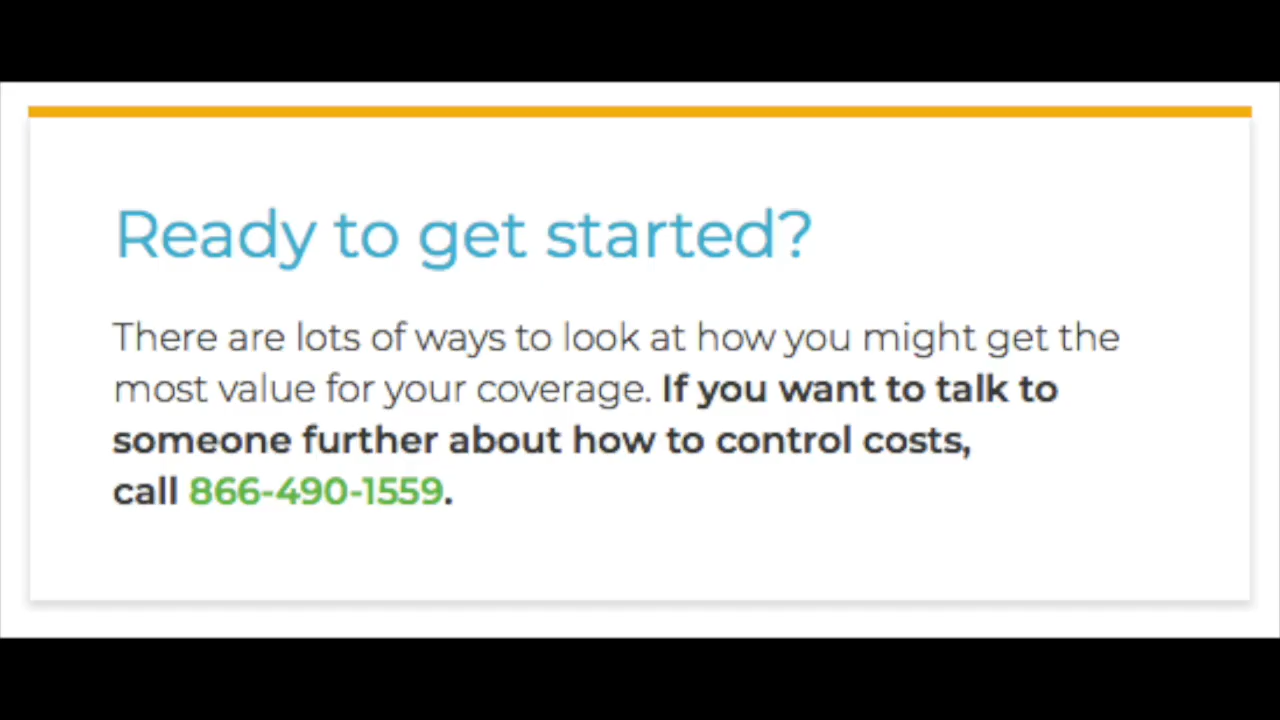 Ready to get started?
There are lots of ways to look at how you might get the
most value for your coverage. If you want to talk to
someone further about how to control costs,
call 866-490-1559.